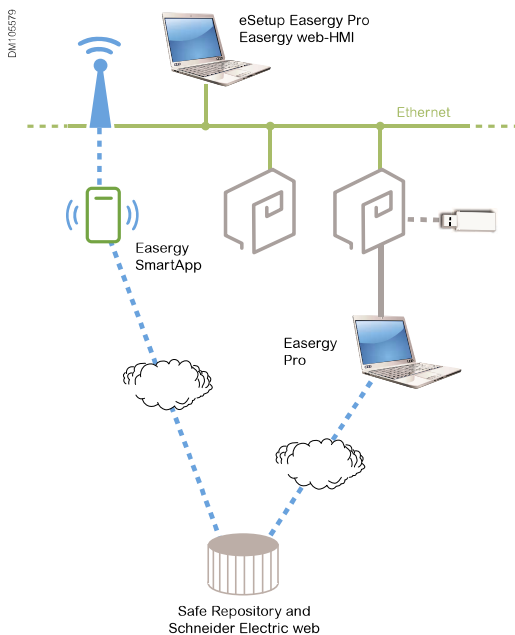 DM105579
eSetup Easergy Pro
Easergy web-HMI
Ethernet
Easergy
SmartApp
Easergy
Pro
Safe Repository and
Schneider Electric web